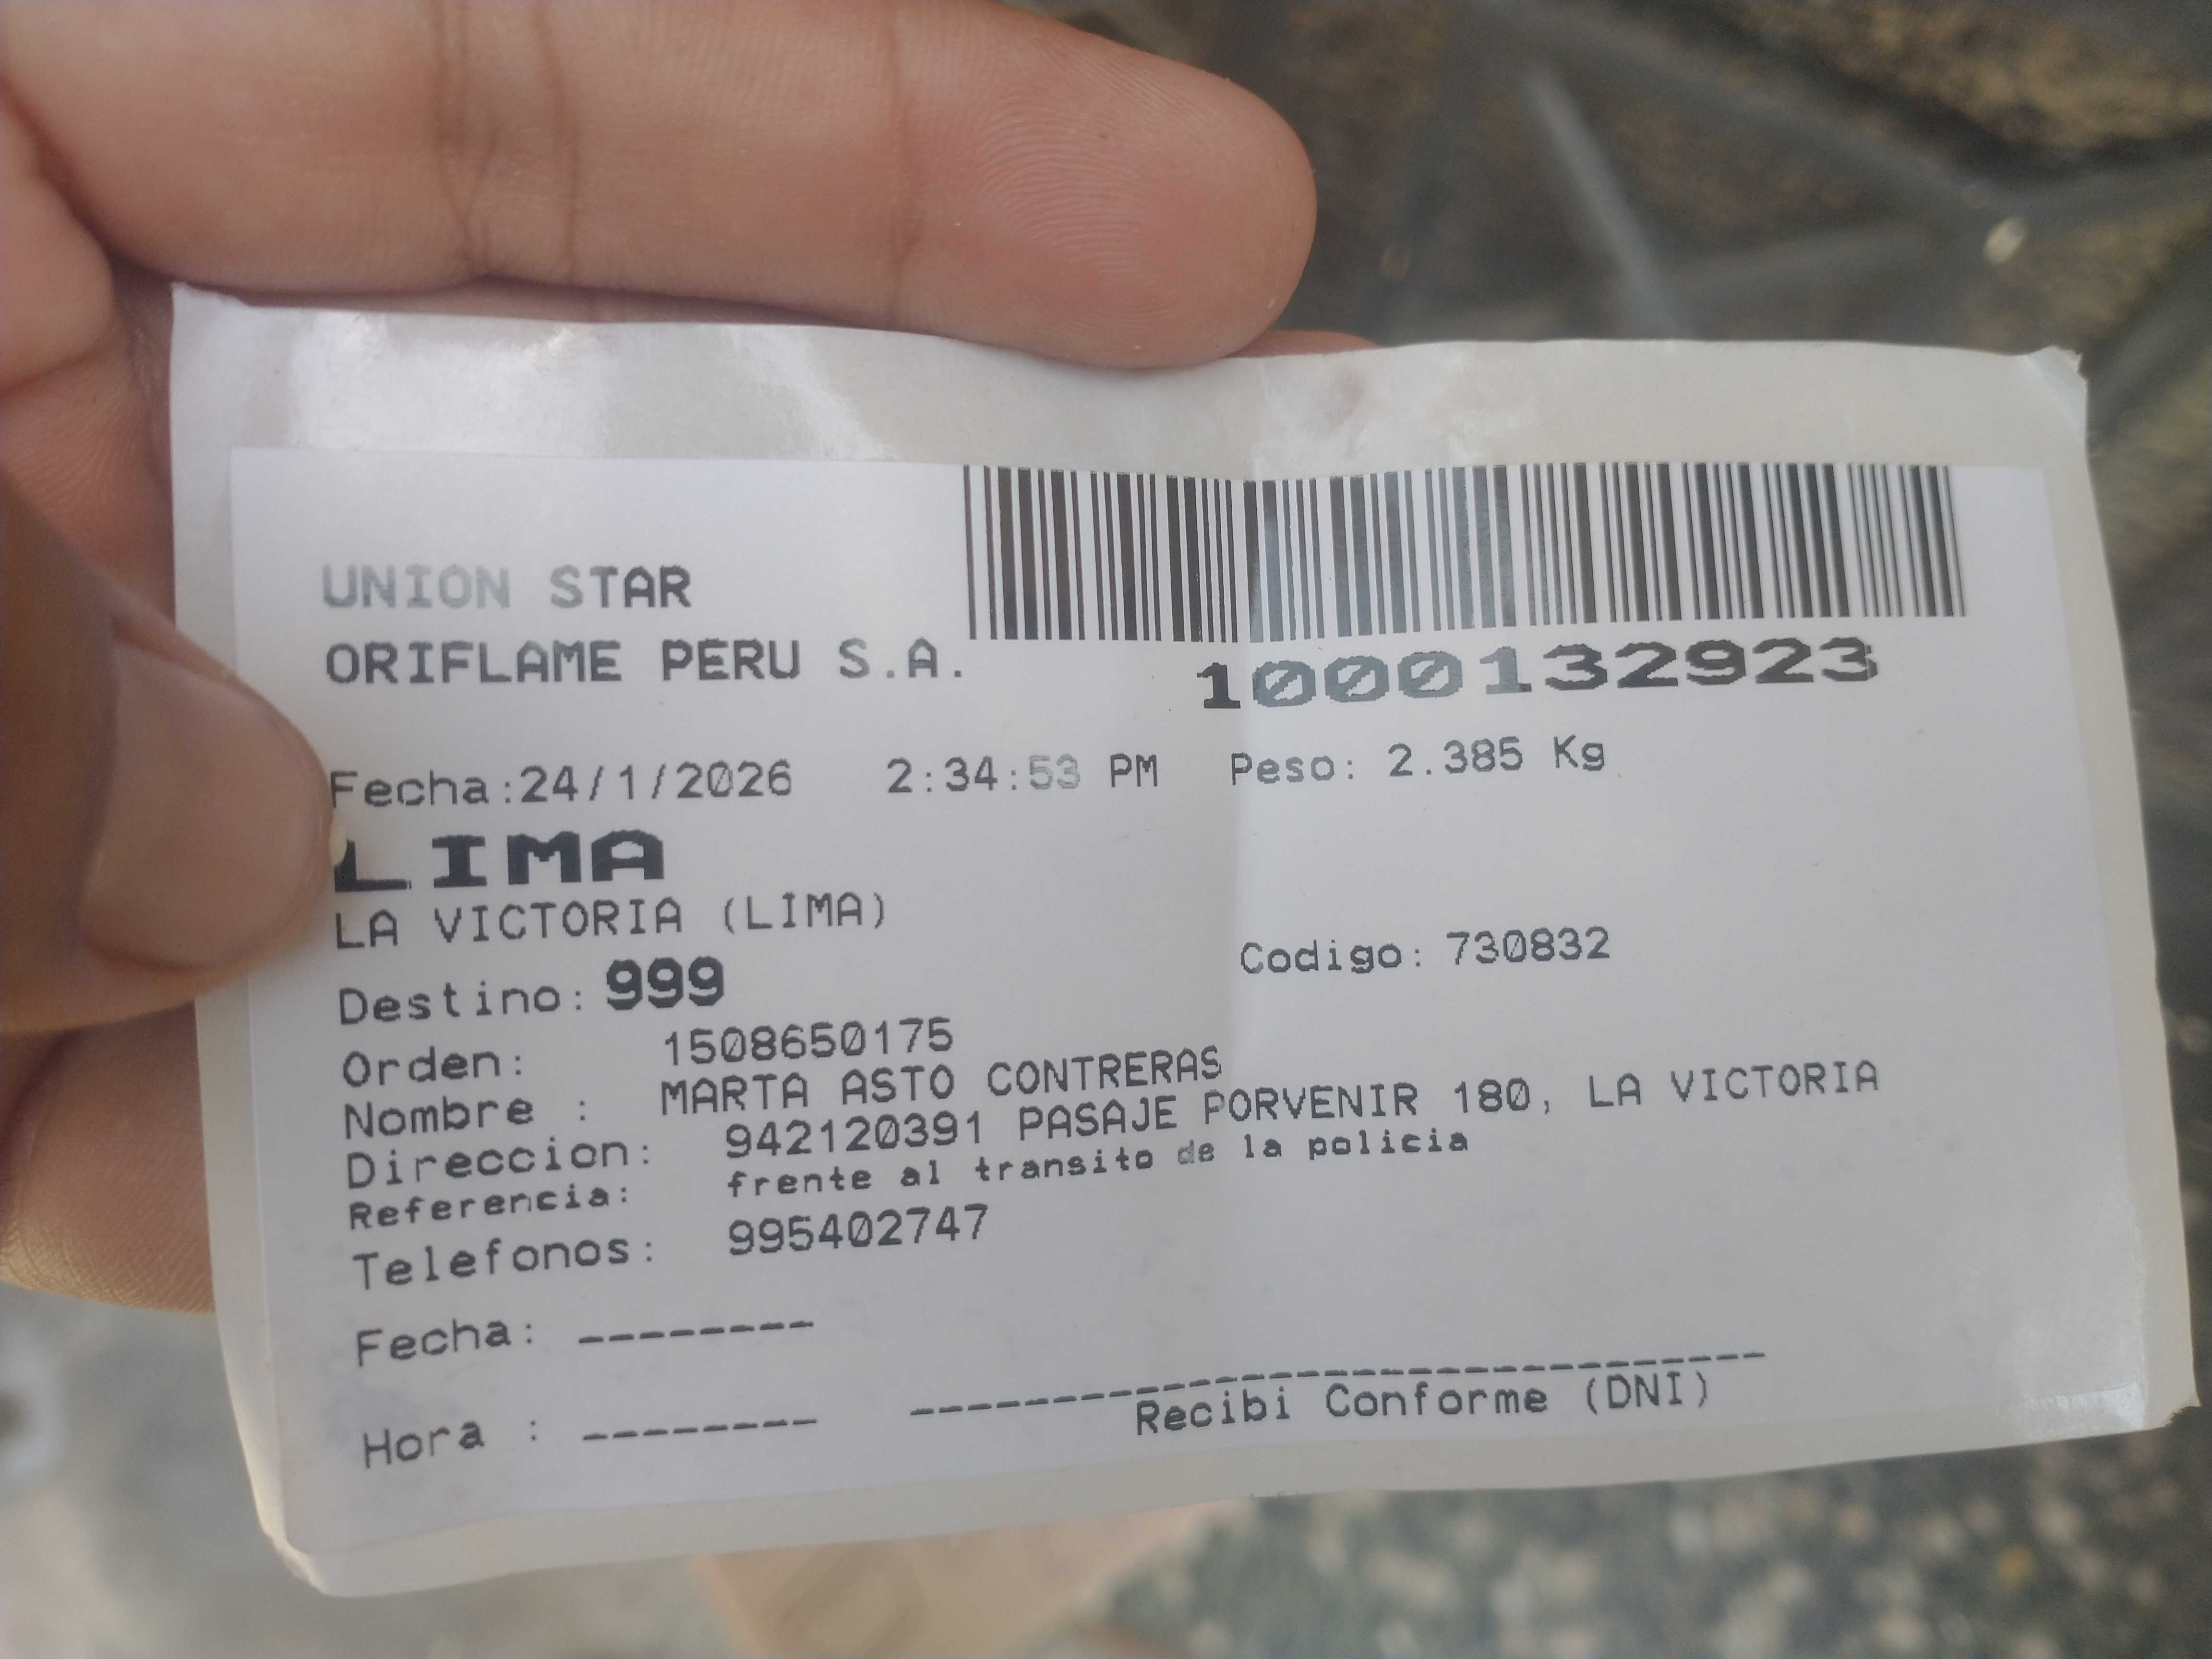 UNION STAR
ORIFLAME PERU S.A.
1000132923
Fecha:24/1/2026 2:34:53 PM Peso: 2.385 Kg
LIMA
LA VICTORIA (LIMA)
Destino: 999 Codigo: 730832
Orden: 1508650175
Nombre : MARTA ASTO CONTRERAS
Direccion: 942120391 PASAJE PORVENIR 180, LA VICTORIA
Referencia: frente al transito de la policia
Telefonos: 995402747
Fecha: --------
Hora : --------
Recibi Conforme (DNI)